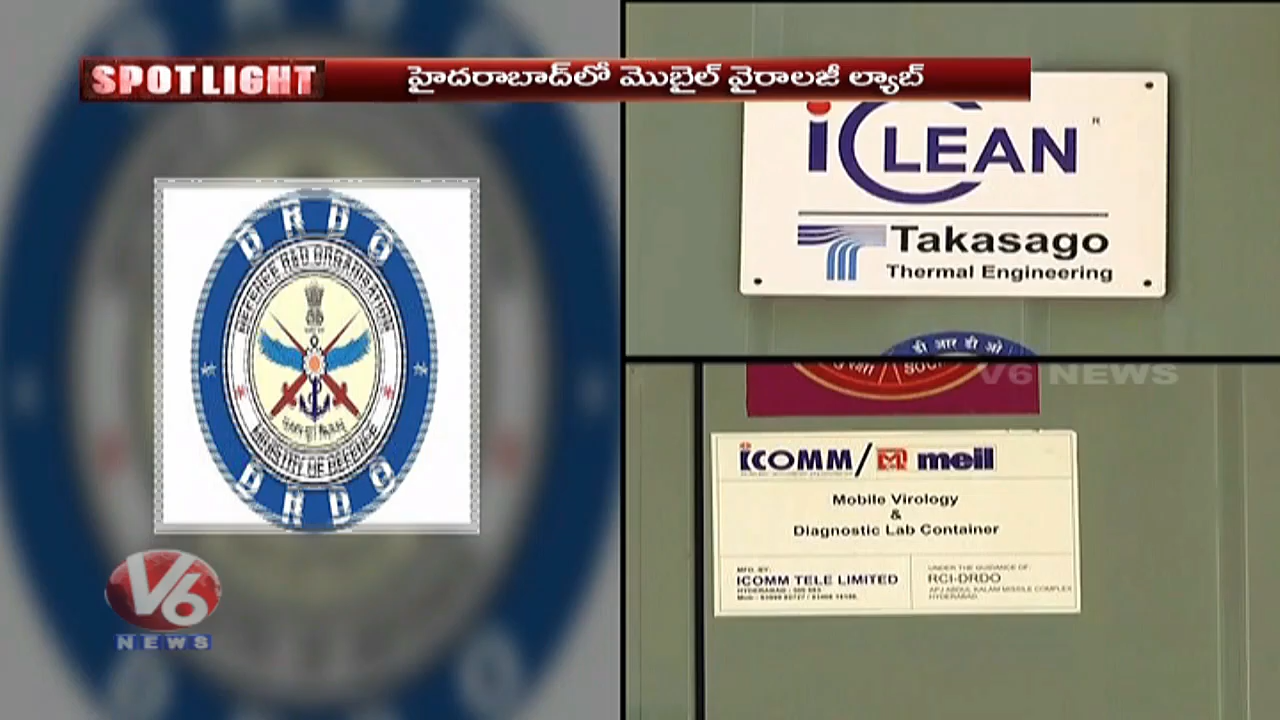 SPOTLIGHT
హైదరాబాద్‌లో మొబైల్ వైరాలజీ ల్యాబ్
DRDO
DEFENCE R&D ORGANISATION
MINISTRY OF DEFENCE
DRDO
V6
NEWS
iCLEAN R
Takasago
Thermal Engineering
डी आर डी ओ
V6 NEWS
iCOMM/ meil
Mobile Virology
&
Diagnostic Lab Container
MFG. BY:
ICOMM TELE LIMITED
UNDER THE GUIDANCE OF:
RCI-DRDO
APJ ABDUL KALAM MISSILE COMPLEX
HYDERABAD